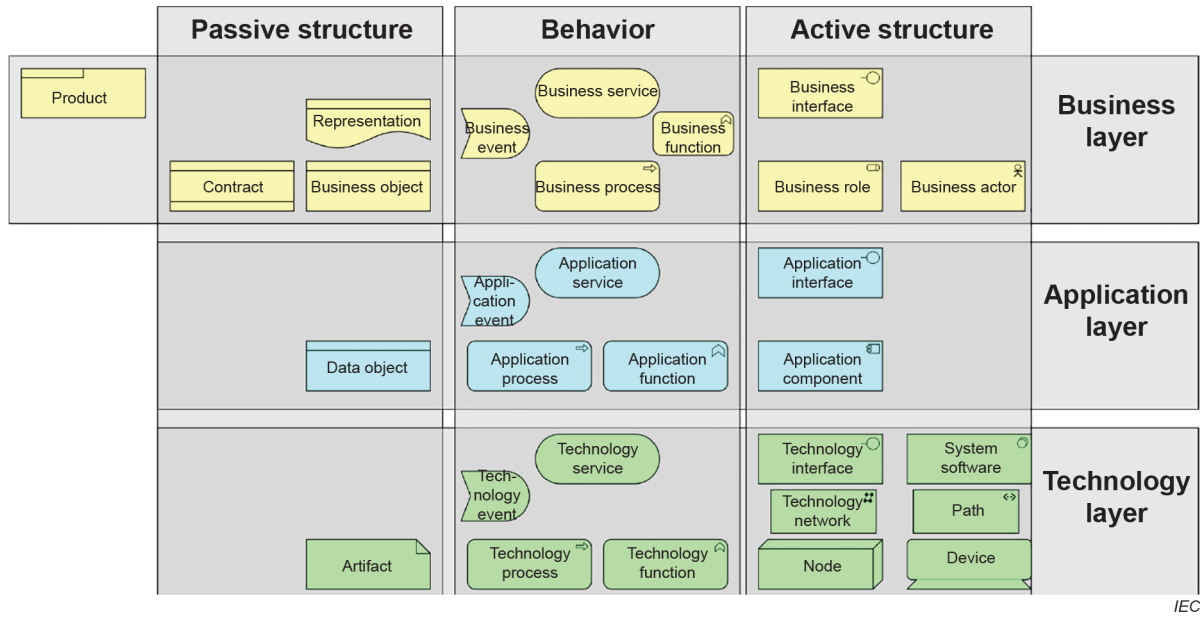 Passive structure
Behavior
Active structure
Product
Representation
Contract
Business object
Business service
Business
event
Business
function
Business process
Business
interface
Business role
Business actor
Business
layer
Data object
Application
service
Appli-
cation
event
Application
process
Application
function
Application
interface
Application
component
Application
layer
Artifact
Technology
service
Tech-
nology
event
Technology
process
Technology
function
Technology
interface
System
software
Technology
network
Path
Node
Device
Technology
layer
IEC